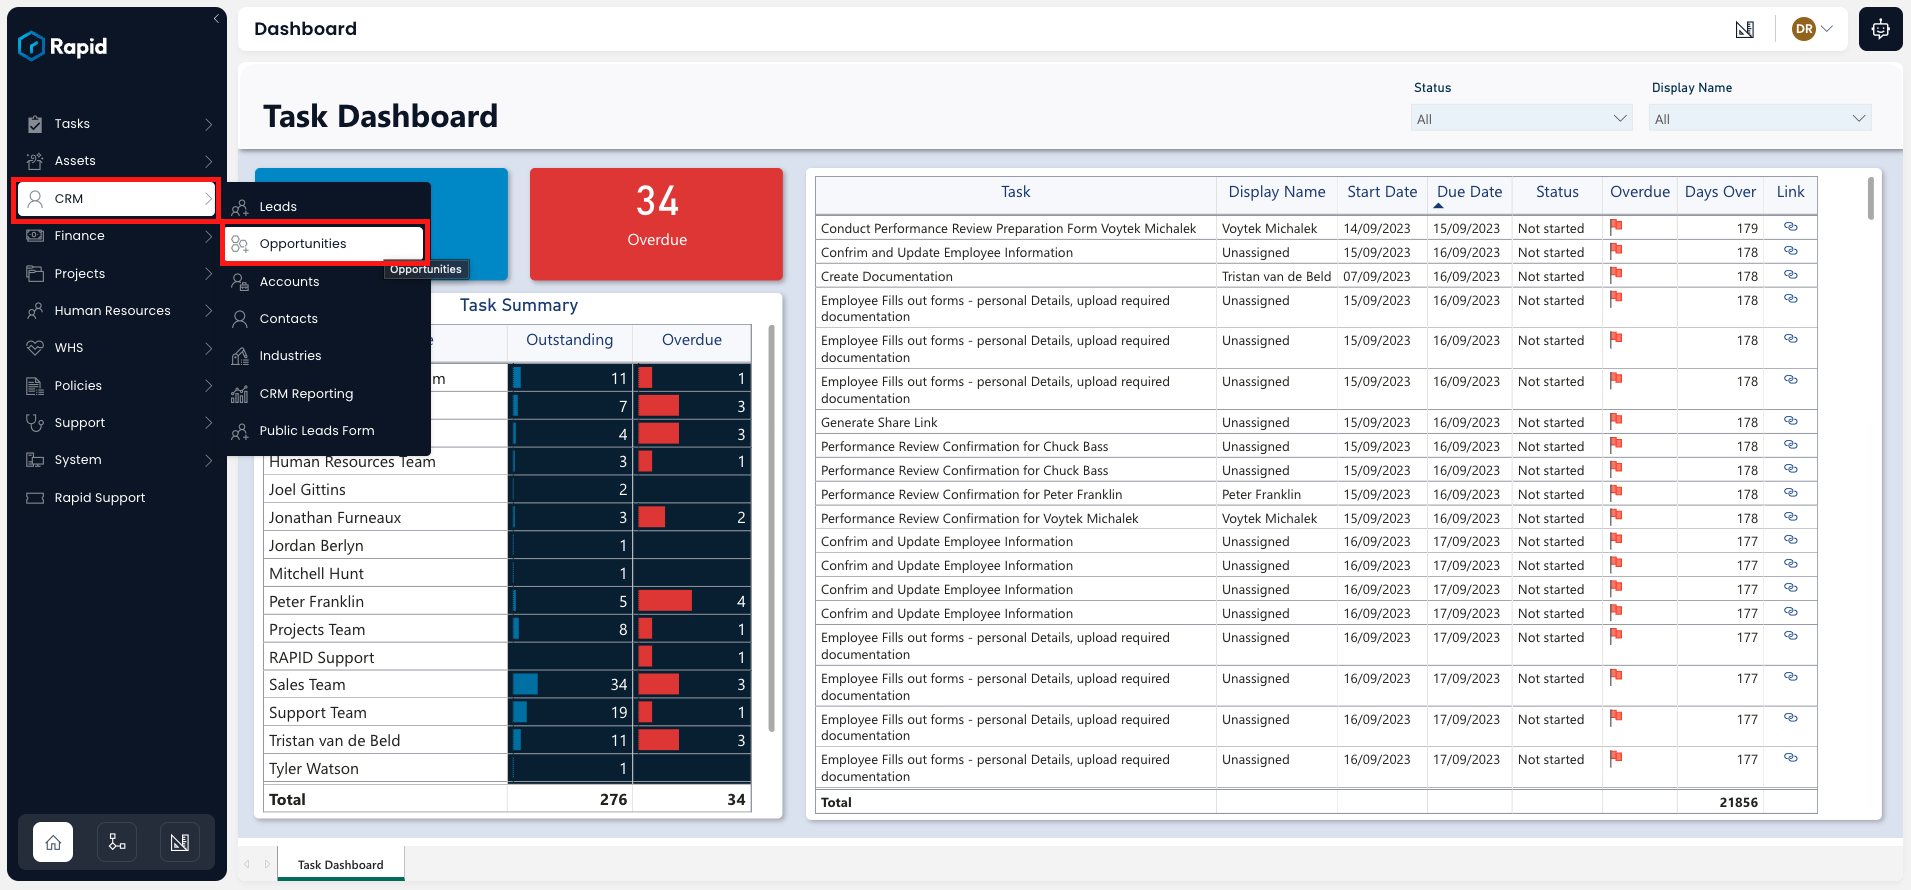 Rapid
Tasks
Assets
CRM
Finance
Projects
Human Resources
WHS
Policies
Support
System
Rapid Support
Leads
Opportunities
Accounts
Contacts
Industries
CRM Reporting
Public Leads Form
Opportunities
Dashboard
DR
Task Dashboard
Status
All
Display Name
All
34
Overdue
Task Summary
Outstanding Overdue
11 1
7 3
4 3
Human Resources Team 3 1
Joel Gittins 2
Jonathan Furneaux 3 2
Jordan Berlyn 1
Mitchell Hunt 1
Peter Franklin 5 4
Projects Team 8 1
RAPID Support 1
Sales Team 34 3
Support Team 19 1
Tristan van de Beld 11 3
Tyler Watson 1
Total 276 34
Task Display Name Start Date Due Date Status Overdue Days Over Link
Conduct Performance Review Preparation Form Voytek Michalek Voytek Michalek 14/09/2023 15/09/2023 Not started 179
Confrim and Update Employee Information Unassigned 15/09/2023 16/09/2023 Not started 178
Create Documentation Tristan van de Beld 07/09/2023 16/09/2023 Not started 178
Employee Fills out forms - personal Details, upload required Unassigned 15/09/2023 16/09/2023 Not started 178
documentation
Employee Fills out forms - personal Details, upload required Unassigned 15/09/2023 16/09/2023 Not started 178
documentation
Employee Fills out forms - personal Details, upload required Unassigned 15/09/2023 16/09/2023 Not started 178
documentation
Generate Share Link Unassigned 15/09/2023 16/09/2023 Not started 178
Performance Review Confirmation for Chuck Bass Unassigned 15/09/2023 16/09/2023 Not started 178
Performance Review Confirmation for Chuck Bass Unassigned 15/09/2023 16/09/2023 Not started 178
Performance Review Confirmation for Peter Franklin Peter Franklin 15/09/2023 16/09/2023 Not started 178
Performance Review Confirmation for Voytek Michalek Voytek Michalek 15/09/2023 16/09/2023 Not started 178
Confrim and Update Employee Information Unassigned 16/09/2023 17/09/2023 Not started 177
Confrim and Update Employee Information Unassigned 16/09/2023 17/09/2023 Not started 177
Confrim and Update Employee Information Unassigned 16/09/2023 17/09/2023 Not started 177
Confrim and Update Employee Information Unassigned 16/09/2023 17/09/2023 Not started 177
Employee Fills out forms - personal Details, upload required Unassigned 16/09/2023 17/09/2023 Not started 177
documentation
Employee Fills out forms - personal Details, upload required Unassigned 16/09/2023 17/09/2023 Not started 177
documentation
Employee Fills out forms - personal Details, upload required Unassigned 16/09/2023 17/09/2023 Not started 177
documentation
Employee Fills out forms - personal Details, upload required Unassigned 16/09/2023 17/09/2023 Not started 177
documentation
Total 21856
Task Dashboard